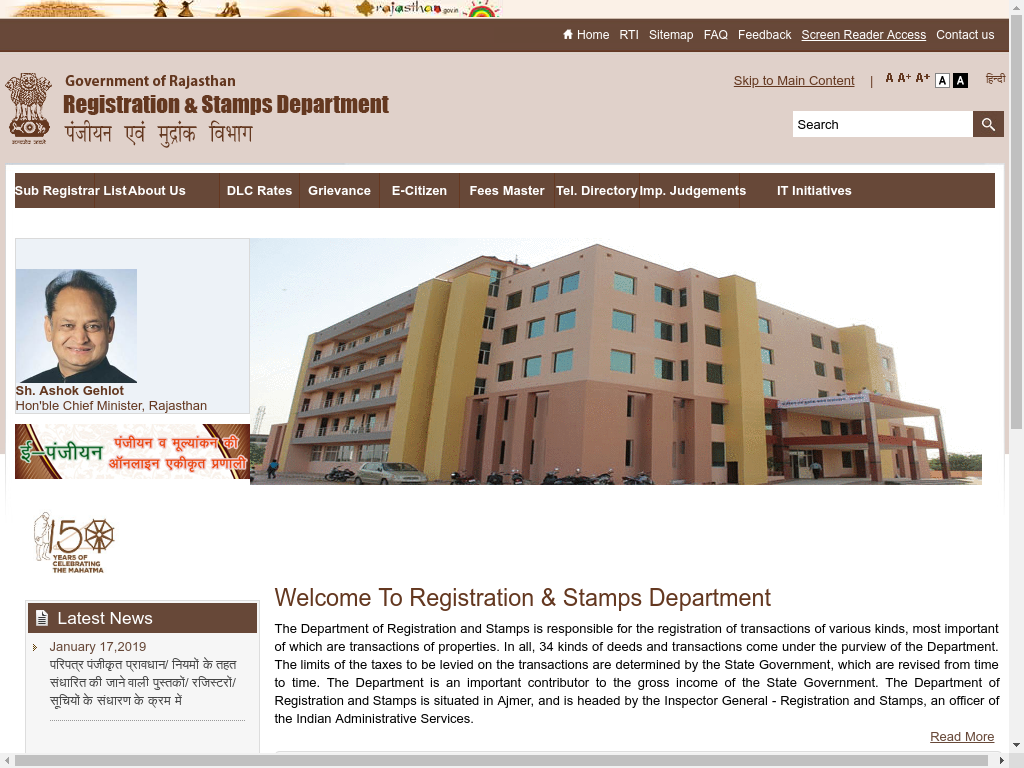 rajasthan.gov.in
Home RTI Sitemap FAQ Feedback Screen Reader Access Contact us
Skip to Main Content | A A+ A+ A A हिन्दी
Government of Rajasthan
Registration & Stamps Department
पंजीयन एवं मुद्रांक विभाग
सत्यमेव जयते
Search
Sub Registrar List About Us DLC Rates Grievance E-Citizen Fees Master Tel. Directory Imp. Judgements IT Initiatives
Sh. Ashok Gehlot
Hon'ble Chief Minister, Rajasthan
ई-पंजीयन
पंजीयन व मूल्यांकन की
ऑनलाइन एकीकृत प्रणाली
150
YEARS OF
CELEBRATING
THE MAHATMA
Latest News
January 17,2019
परिपत्र पंजीकृत प्रावधान/ नियमों के तहत
संधारित की जाने वाली पुस्तकों/ रजिस्टरों/
सूचियों के संधारण के क्रम में
Welcome To Registration & Stamps Department
The Department of Registration and Stamps is responsible for the registration of transactions of various kinds, most important
of which are transactions of properties. In all, 34 kinds of deeds and transactions come under the purview of the Department.
The limits of the taxes to be levied on the transactions are determined by the State Government, which are revised from time
to time. The Department is an important contributor to the gross income of the State Government. The Department of
Registration and Stamps is situated in Ajmer, and is headed by the Inspector General - Registration and Stamps, an officer of
the Indian Administrative Services.
Read More